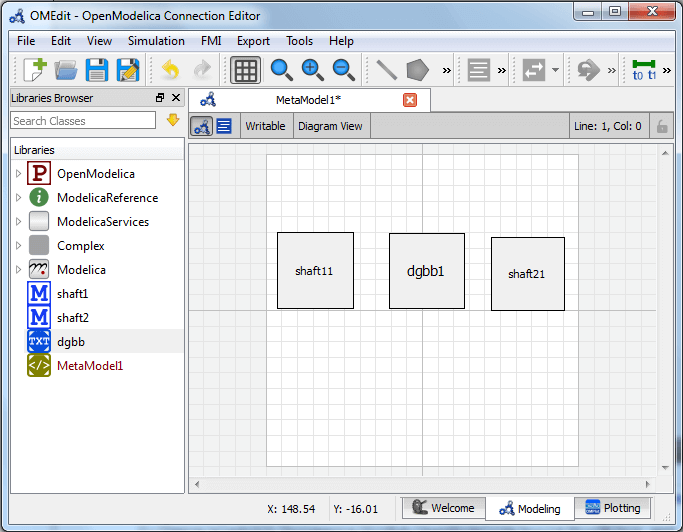 OMEdit - OpenModelica Connection Editor
File Edit View Simulation FMI Export Tools Help
t0 t1
Libraries Browser
MetaModel1*
Search Classes
Writable Diagram View Line: 1, Col: 0
Libraries
P OpenModelica
i ModelicaReference
ModelicaServices
Complex
Modelica
M shaft1
M shaft2
TXT dgbb
</> MetaModel1
shaft11 dgbb1 shaft21
X: 148.54 Y: -16.01 Welcome Modeling Plotting